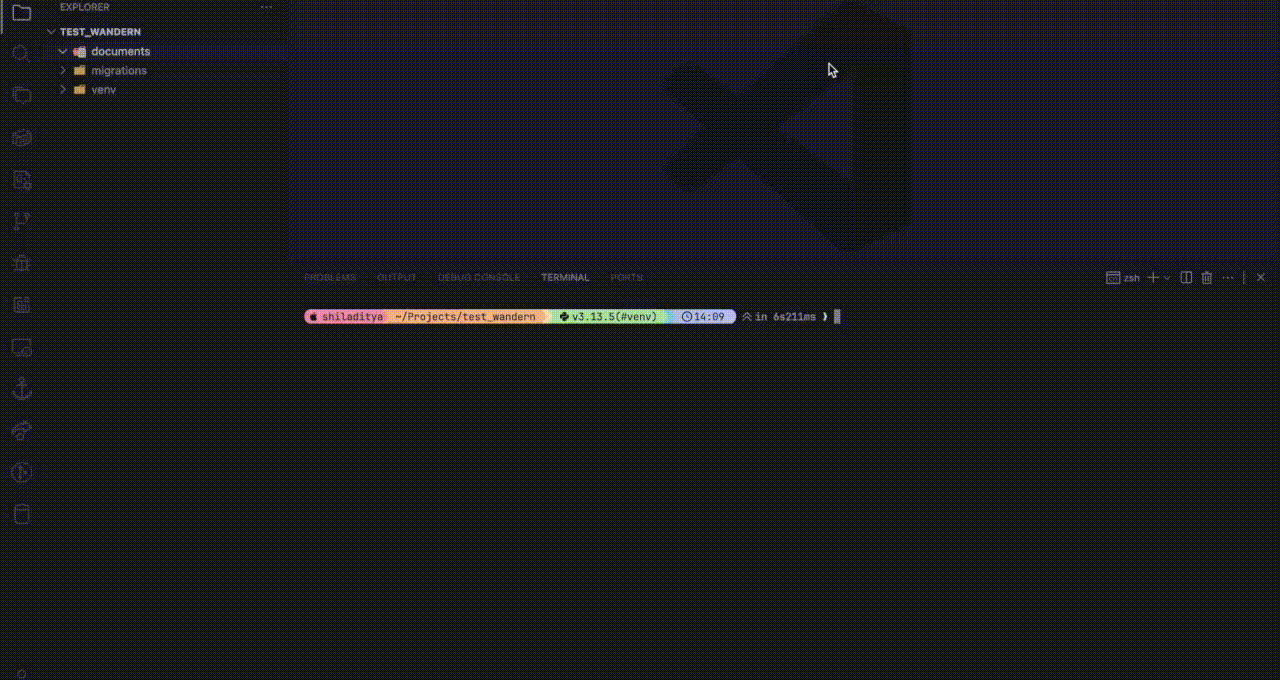 EXPLORER
TEST_WANDERN
documents
migrations
venv
PROBLEMS OUTPUT DEBUG CONSOLE TERMINAL PORTS
zsh
shiladitya ~/Projects/test_wandern v3.13.5(#venv) 14:09 in 6s211ms ❯